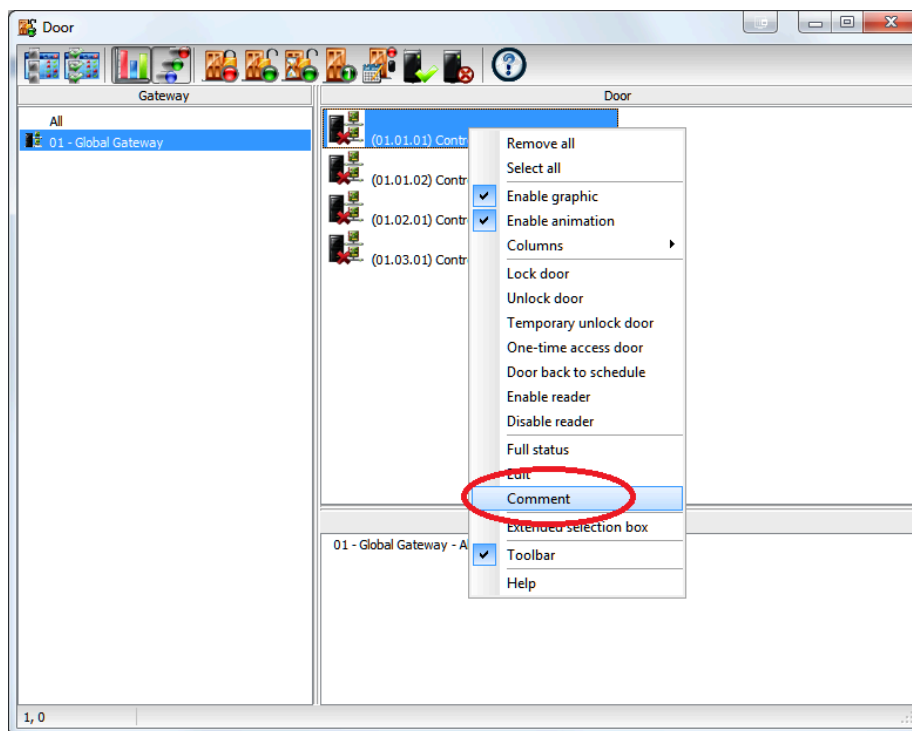 Door
Gateway
Door
All
01 - Global Gateway
(01.01.01) Contr
(01.01.02) Contr
(01.02.01) Contr
(01.03.01) Contr
Remove all
Select all
Enable graphic
Enable animation
Columns
Lock door
Unlock door
Temporary unlock door
One-time access door
Door back to schedule
Enable reader
Disable reader
Full status
Edit
Comment
Extended selection box
Toolbar
Help
01 - Global Gateway - A
1, 0